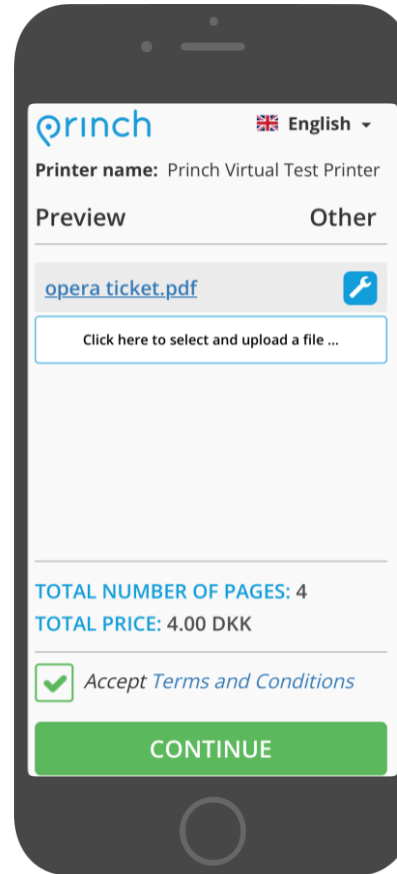 princh English
Printer name: Princh Virtual Test Printer
Preview Other
opera ticket.pdf
Click here to select and upload a file ...
TOTAL NUMBER OF PAGES: 4
TOTAL PRICE: 4.00 DKK
Accept Terms and Conditions
CONTINUE